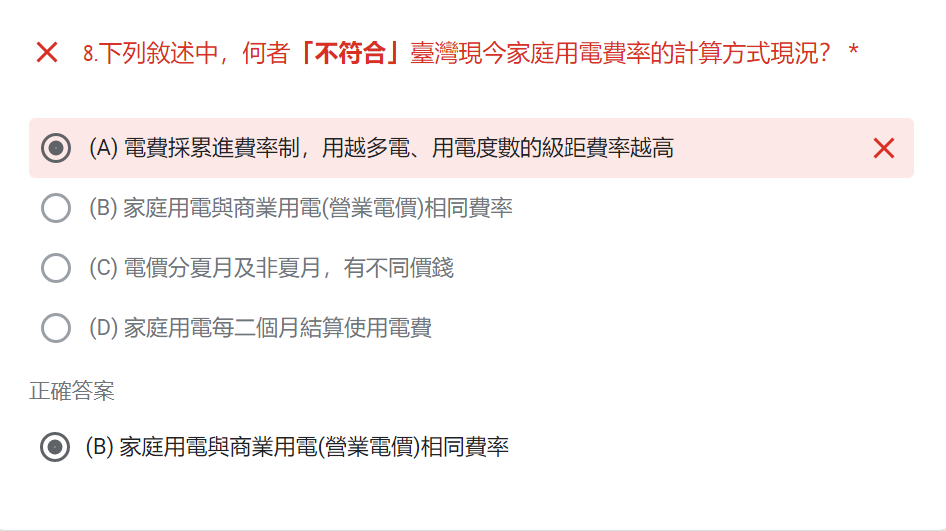 8.下列敘述中，何者「不符合」臺灣現今家庭用電費率的計算方式現況？ *
(A) 電費採累進費率制，用越多電、用電度數的級距費率越高
(B) 家庭用電與商業用電(營業電價)相同費率
(C) 電價分夏月及非夏月，有不同價錢
(D) 家庭用電每二個月結算使用電費
正確答案
(B) 家庭用電與商業用電(營業電價)相同費率